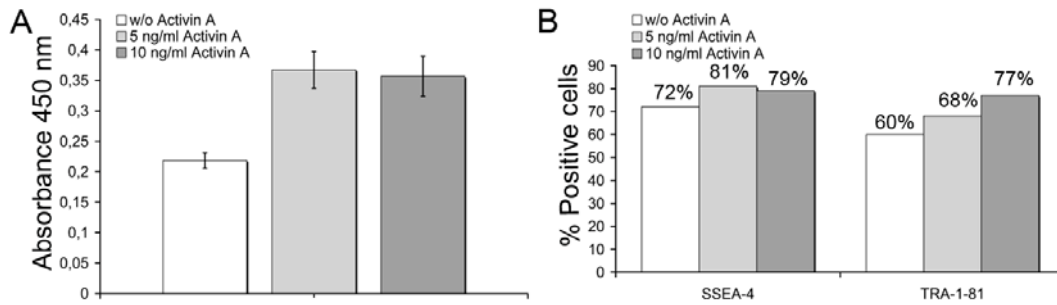 A
Absorbance 450 nm
0,45
0,4
0,35
0,3
0,25
0,2
0,15
0,1
0,05
0
w/o Activin A
5 ng/ml Activin A
10 ng/ml Activin A
B
% Positive cells
w/o Activin A
5 ng/ml Activin A
10 ng/ml Activin A
90
80
70
60
50
40
30
20
10
0
72%
81%
79%
60%
68%
77%
SSEA-4
TRA-1-81